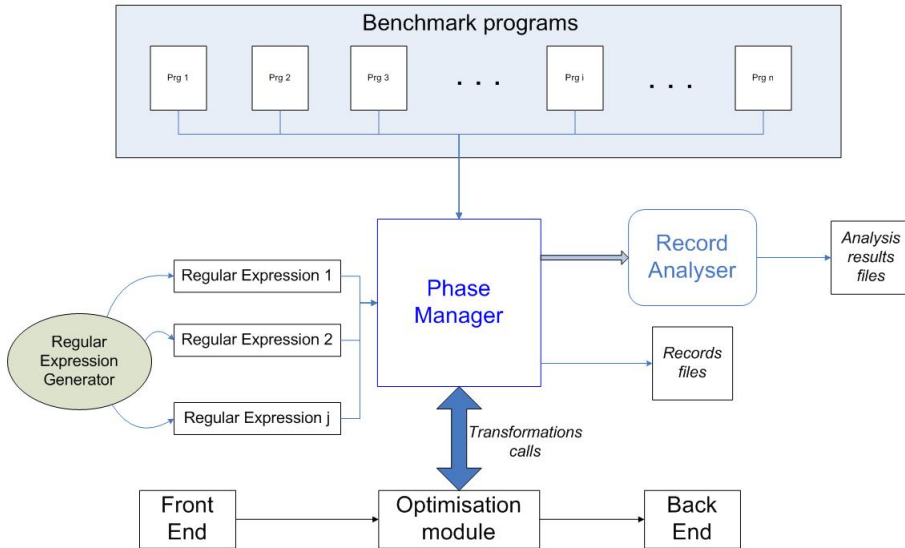 Benchmark programs
Prg 1
Prg 2
Prg 3
. . .
Prg i
. . .
Prg n
Regular
Expression
Generator
Regular Expression 1
Regular Expression 2
Regular Expression j
Phase
Manager
Record
Analyser
Analysis
results
files
Records
files
Transformations
calls
Front
End
Optimisation
module
Back
End